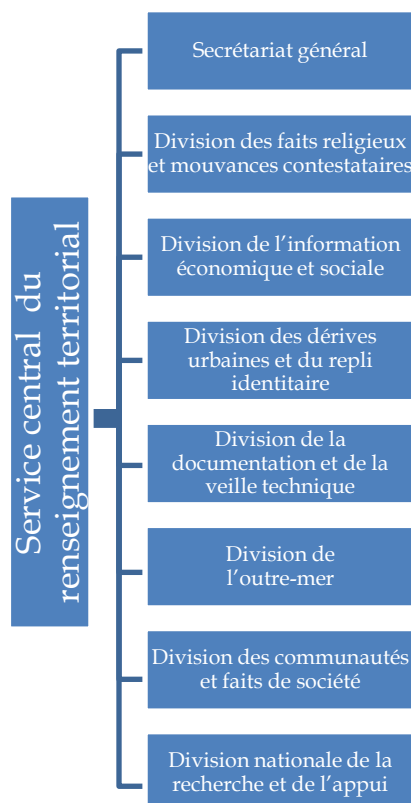 Service central du
renseignement territorial
Secrétariat général
Division des faits religieux
et mouvances contestataires
Division de l’information
économique et sociale
Division des dérives
urbaines et du repli
identitaire
Division de la
documentation et de la
veille technique
Division de
l’outre-mer
Division des communautés
et faits de société
Division nationale de la
recherche et de l’appui